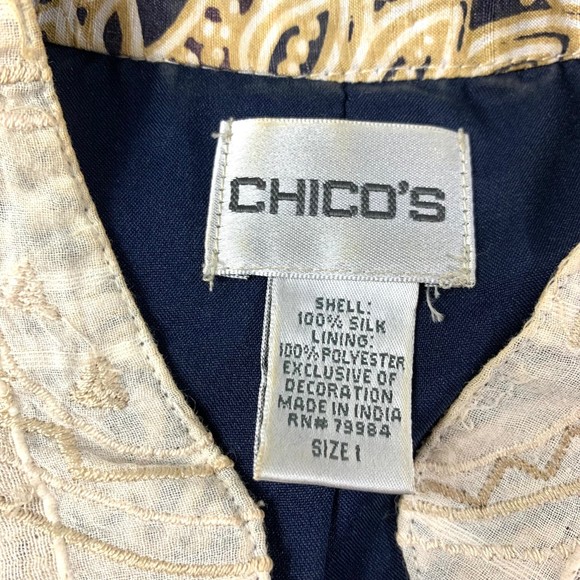 CHICO'S
SHELL:
100% SILK
LINING:
100% POLYESTER
EXCLUSIVE OF
DECORATION
MADE IN INDIA
RN# 79984
SIZE 1